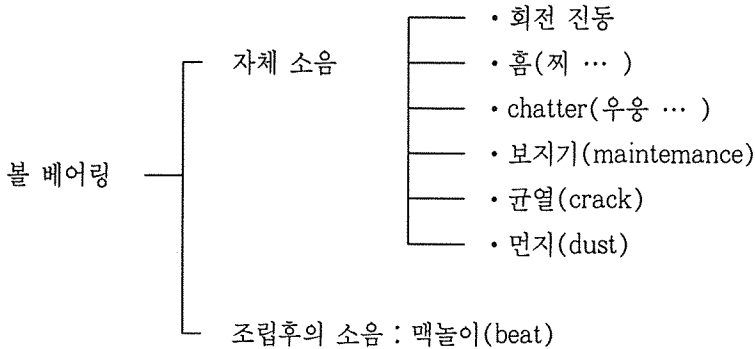 · 회전 진동
자체 소음
· 흠(찌 … )
· chatter(우웅 … )
볼 베어링
· 보지기(maintemance)
· 균열(crack)
· 먼지(dust)
조립후의 소음 : 맥놀이(beat)